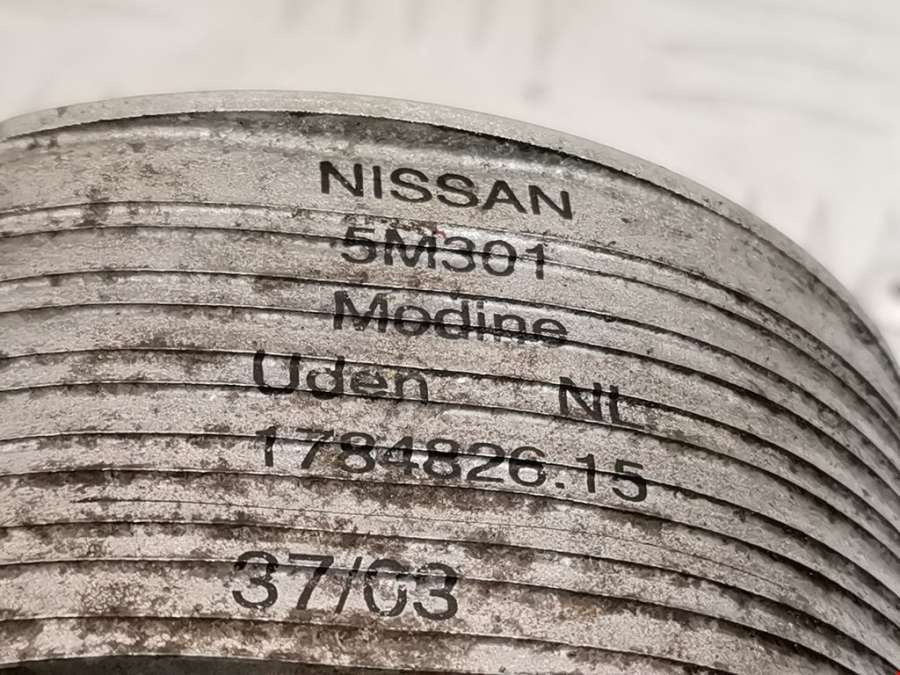 NISSAN
5M301
Modine
Uden NL
1784826.15
37/03